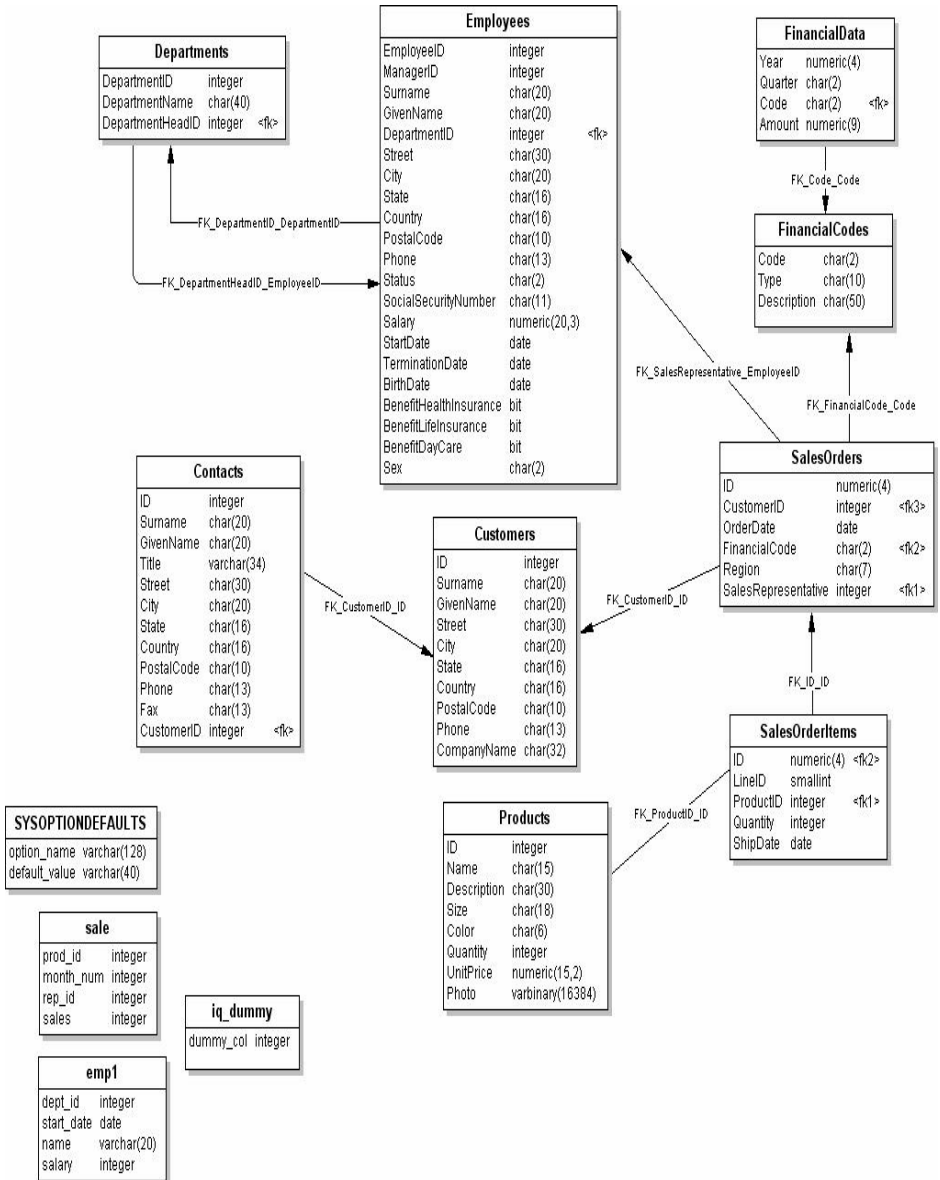 Departments
DepartmentID integer
DepartmentName char(40)
DepartmentHeadID integer <fk>
Employees
EmployeeID integer
ManagerID integer
Surname char(20)
GivenName char(20)
DepartmentID integer <fk>
Street char(30)
City char(20)
State char(16)
Country char(16)
PostalCode char(10)
Phone char(13)
Status char(2)
SocialSecurityNumber char(11)
Salary numeric(20,3)
StartDate date
TerminationDate date
BirthDate date
BenefitHealthInsurance bit
BenefitLifeInsurance bit
BenefitDayCare bit
Sex char(2)
FinancialData
Year numeric(4)
Quarter char(2)
Code char(2) <fk>
Amount numeric(9)
FK_Code_Code
FinancialCodes
Code char(2)
Type char(10)
Description char(50)
FK_DepartmentID_DepartmentID
FK_DepartmentHeadID_EmployeeID
FK_SalesRepresentative_EmployeeID
FK_FinancialCode_Code
Contacts
ID integer
Surname char(20)
GivenName char(20)
Title varchar(34)
Street char(30)
City char(20)
State char(16)
Country char(16)
PostalCode char(10)
Phone char(13)
Fax char(13)
CustomerID integer <fk>
FK_CustomerID_ID
Customers
ID integer
Surname char(20)
GivenName char(20)
Street char(30)
City char(20)
State char(16)
Country char(16)
PostalCode char(10)
Phone char(13)
CompanyName char(32)
FK_CustomerID_ID
SalesOrders
ID numeric(4)
CustomerID integer <fk3>
OrderDate date
FinancialCode char(2) <fk2>
Region char(7)
SalesRepresentative integer <fk1>
FK_ID_ID
SalesOrderItems
ID numeric(4) <fk2>
LineID smallint
ProductID integer <fk1>
Quantity integer
ShipDate date
FK_ProductID_ID
Products
ID integer
Name char(15)
Description char(30)
Size char(18)
Color char(6)
Quantity integer
UnitPrice numeric(15,2)
Photo varbinary(16384)
SYSOPTIONDEFAULTS
option_name varchar(128)
default_value varchar(40)
sale
prod_id integer
month_num integer
rep_id integer
sales integer
iq_dummy
dummy_col integer
emp1
dept_id integer
start_date date
name varchar(20)
salary integer